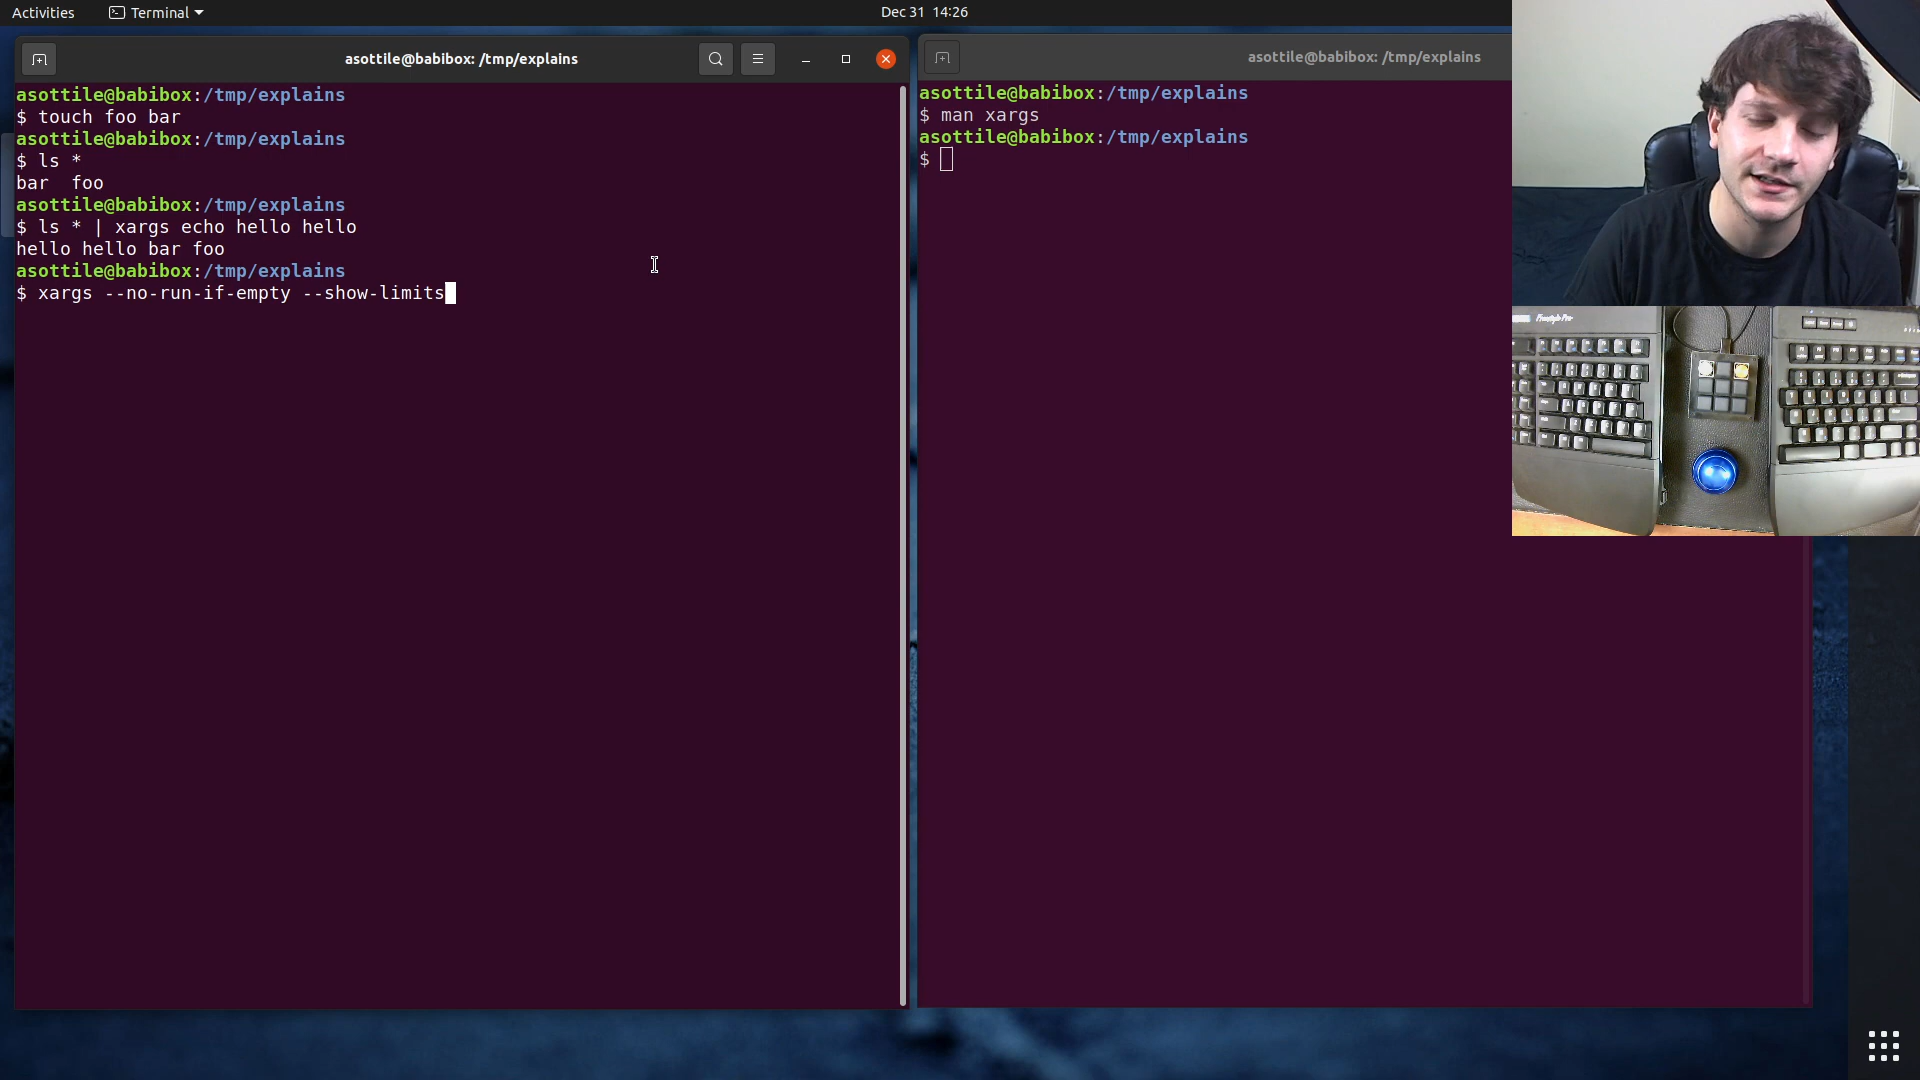 Activities
Terminal
Dec 31 14:26
asottile@babibox: /tmp/explains
asottile@babibox:/tmp/explains
$ touch foo bar
asottile@babibox:/tmp/explains
$ ls *
bar  foo
asottile@babibox:/tmp/explains
$ ls * | xargs echo hello hello
hello hello bar foo
asottile@babibox:/tmp/explains
$ xargs --no-run-if-empty --show-limits
asottile@babibox: /tmp/explains
asottile@babibox:/tmp/explains
$ man xargs
asottile@babibox:/tmp/explains
$
Freestyle Pro